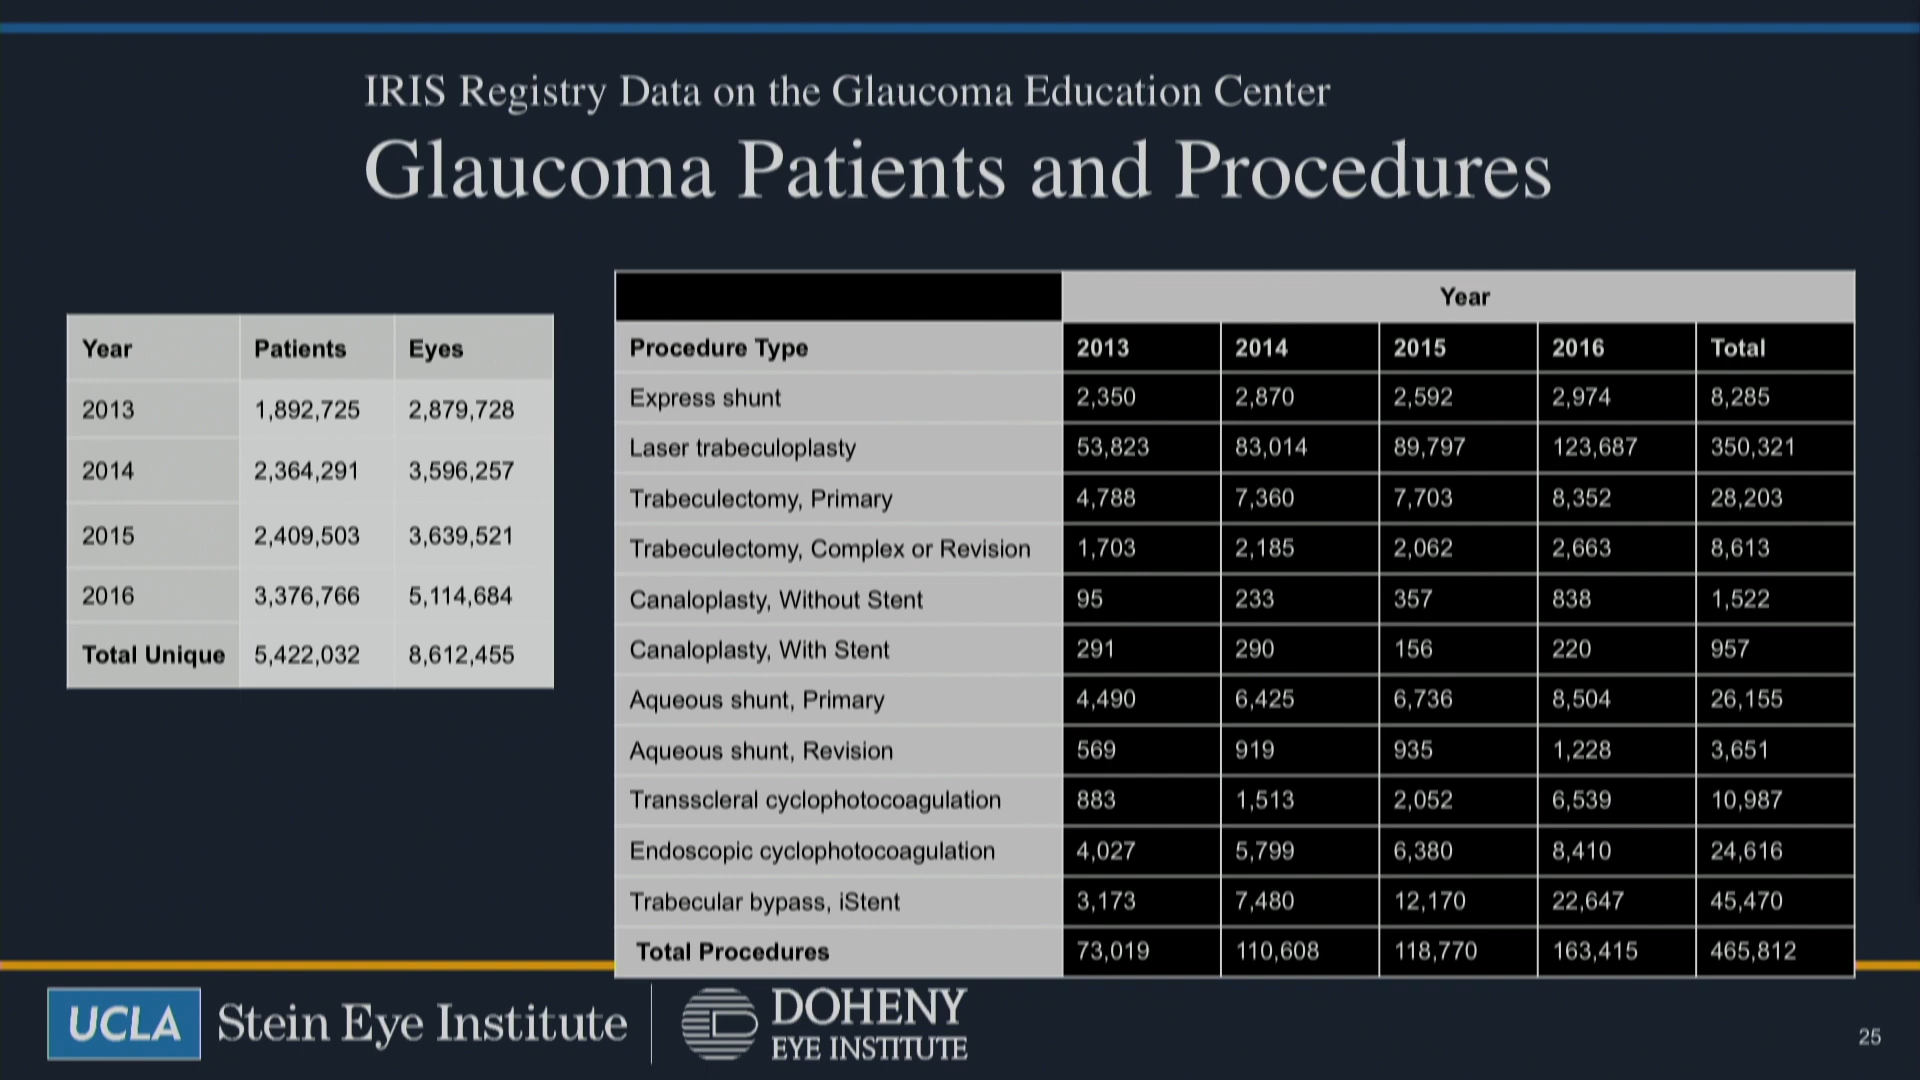 IRIS Registry Data on the Glaucoma Education Center
Glaucoma Patients and Procedures
Year Patients Eyes
2013 1,892,725 2,879,728
2014 2,364,291 3,596,257
2015 2,409,503 3,639,521
2016 3,376,766 5,114,684
Total Unique 5,422,032 8,612,455
Year
Procedure Type 2013 2014 2015 2016 Total
Express shunt 2,350 2,870 2,592 2,974 8,285
Laser trabeculoplasty 53,823 83,014 89,797 123,687 350,321
Trabeculectomy, Primary 4,788 7,360 7,703 8,352 28,203
Trabeculectomy, Complex or Revision 1,703 2,185 2,062 2,663 8,613
Canaloplasty, Without Stent 95 233 357 838 1,522
Canaloplasty, With Stent 291 290 156 220 957
Aqueous shunt, Primary 4,490 6,425 6,736 8,504 26,155
Aqueous shunt, Revision 569 919 935 1,228 3,651
Transscleral cyclophotocoagulation 883 1,513 2,052 6,539 10,987
Endoscopic cyclophotocoagulation 4,027 5,799 6,380 8,410 24,616
Trabecular bypass, iStent 3,173 7,480 12,170 22,647 45,470
Total Procedures 73,019 110,608 118,770 163,415 465,812
UCLA Stein Eye Institute
DOHENY
EYE INSTITUTE
25